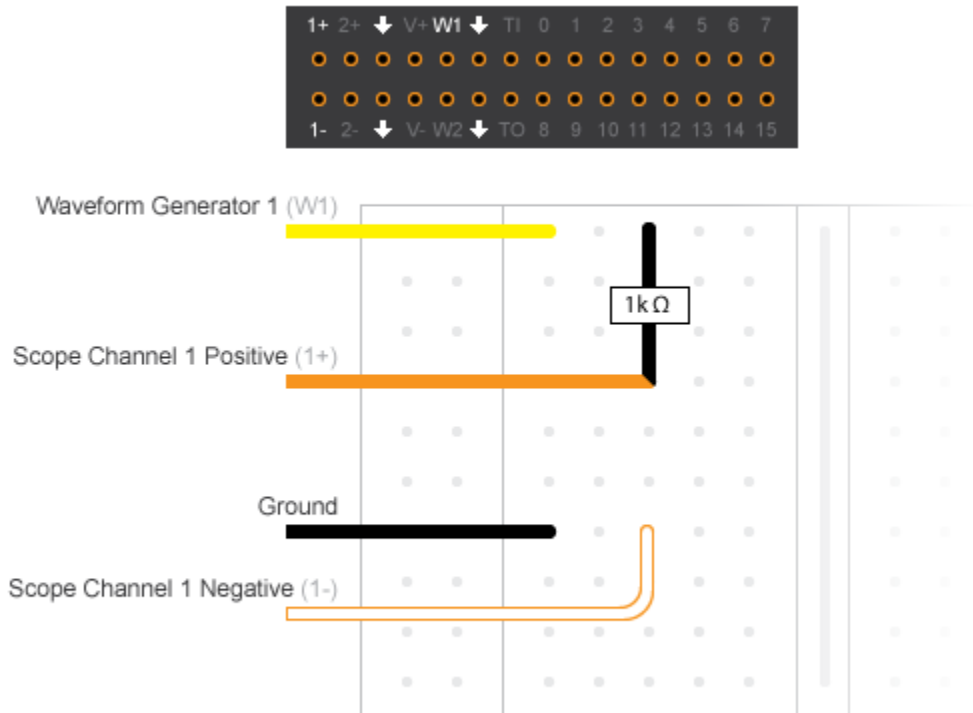 1+ 2+ ↓ V+ W1 ↓ TI 0 1 2 3 4 5 6 7
1- 2- ↓ V- W2 ↓ TO 8 9 10 11 12 13 14 15
Waveform Generator 1 (W1)
1k Ω
Scope Channel 1 Positive (1+)
Ground
Scope Channel 1 Negative (1-)